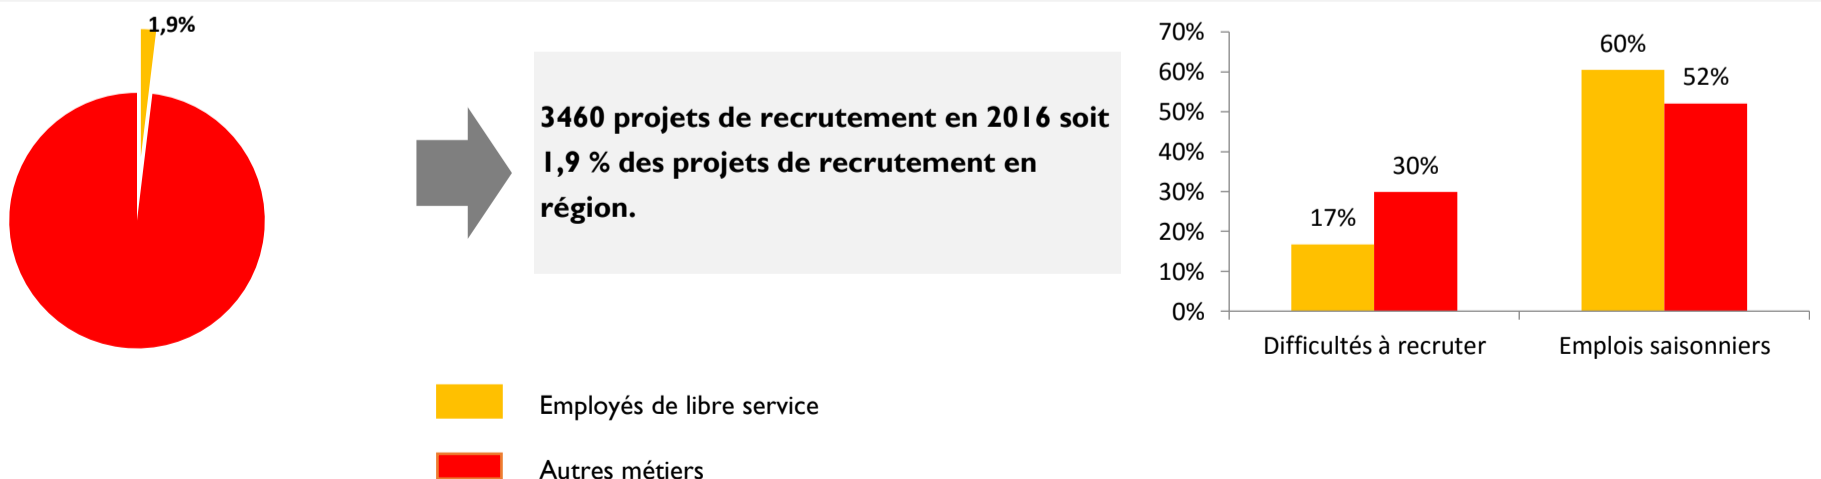 1,9%
3460 projets de recrutement en 2016 soit
1,9 % des projets de recrutement en
région.
70%
60%
50%
40%
30%
20%
10%
0%
17%
30%
60%
52%
Difficultés à recruter
Emplois saisonniers
Employés de libre service
Autres métiers